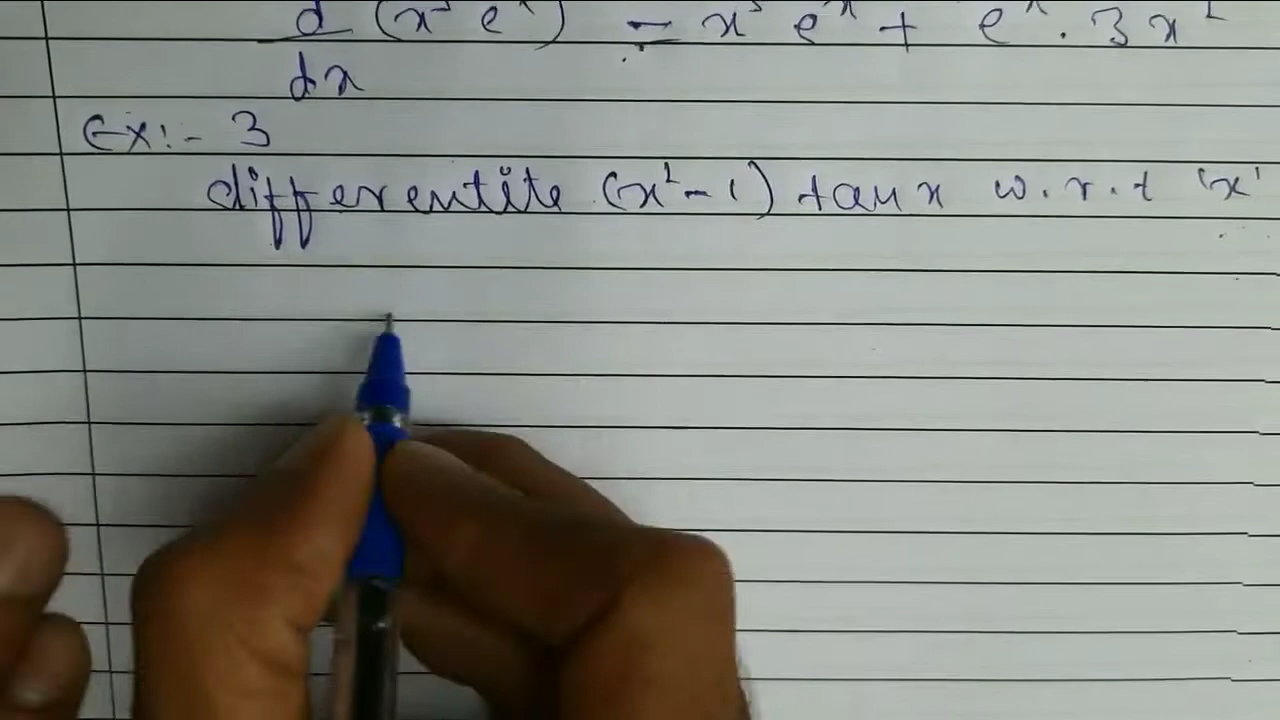 d (x³ eˣ) = x³ eˣ + eˣ . 3x²
dx
Ex:- 3
differentite (x²-1) tan x w.r.t 'x'